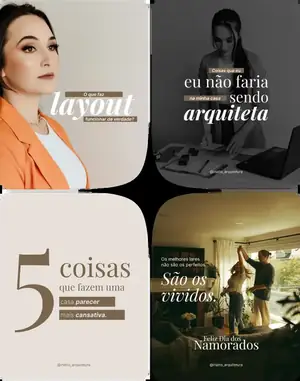 O que faz
layout
funcionar de verdade?
Coisas que eu
eu não faria
na minha casa sendo
arquiteta
5 coisas
que fazem uma
casa parecer
mais cansativa.
Os melhores lares
não são os perfeitos.
São os
vividos.
Feliz Dia dos
Namorados